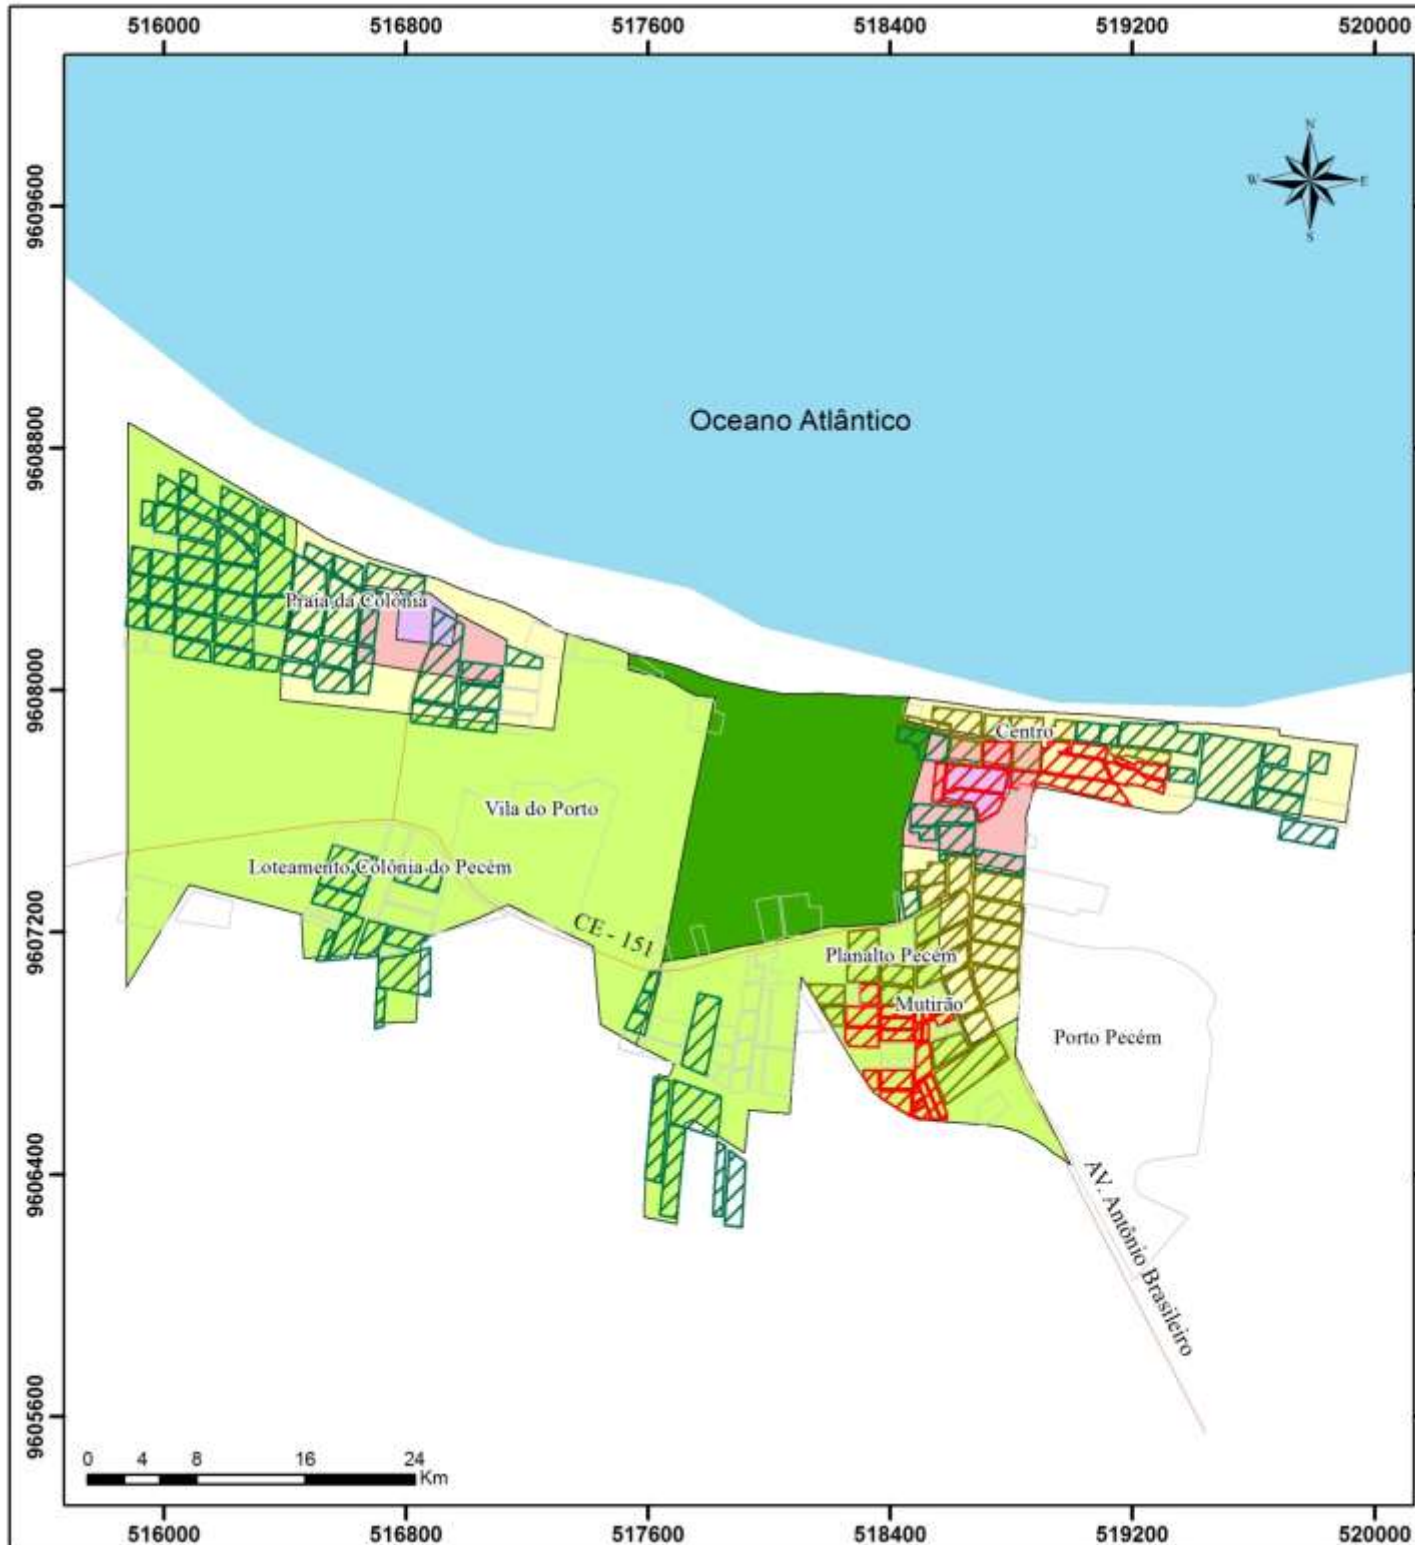 516000 516800 517600 518400 519200 520000
N
W E
S
9609600
Oceano Atlântico
9608800
Praia da Colônia
9608000
Centro
Vila do Porto
Loteamento Colônia do Pecém
9607200
CE - 151
Planalto Pecém
Mutirão
Porto Pecém
9606400
AV. Antônio Brasileiro
9605600
0 4 8 16 24
Km
516000 516800 517600 518400 519200 520000